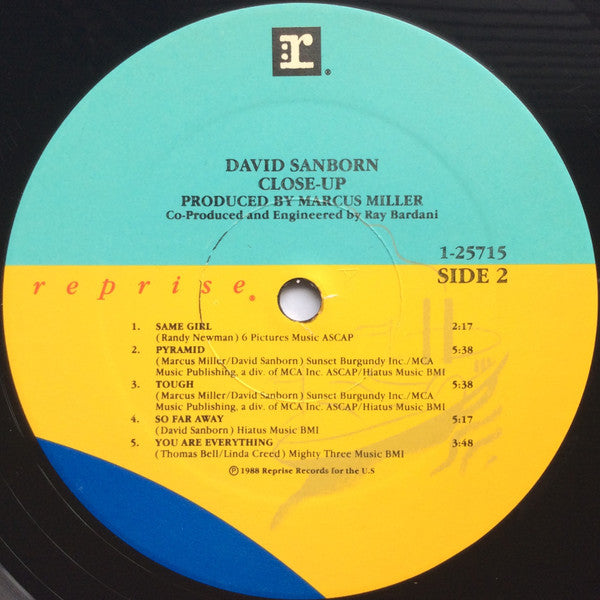 r®
DAVID SANBORN
CLOSE-UP
PRODUCED BY MARCUS MILLER
Co-Produced and Engineered by Ray Bardani
1-25715
SIDE 2
reprise
1. SAME GIRL 2:17
(Randy Newman) 6 Pictures Music ASCAP
2. PYRAMID 5:38
(Marcus Miller/David Sanborn) Sunset Burgundy Inc./MCA
Music Publishing, a div. of MCA Inc. ASCAP/Hiatus Music BMI
3. TOUGH 5:38
(Marcus Miller/David Sanborn) Sunset Burgundy Inc./MCA
Music Publishing, a div. of MCA Inc. ASCAP/Hiatus Music BMI
4. SO FAR AWAY 5:17
(David Sanborn) Hiatus Music BMI
5. YOU ARE EVERYTHING 3:48
(Thomas Bell/Linda Creed) Mighty Three Music BMI
℗ 1988 Reprise Records for the U.S